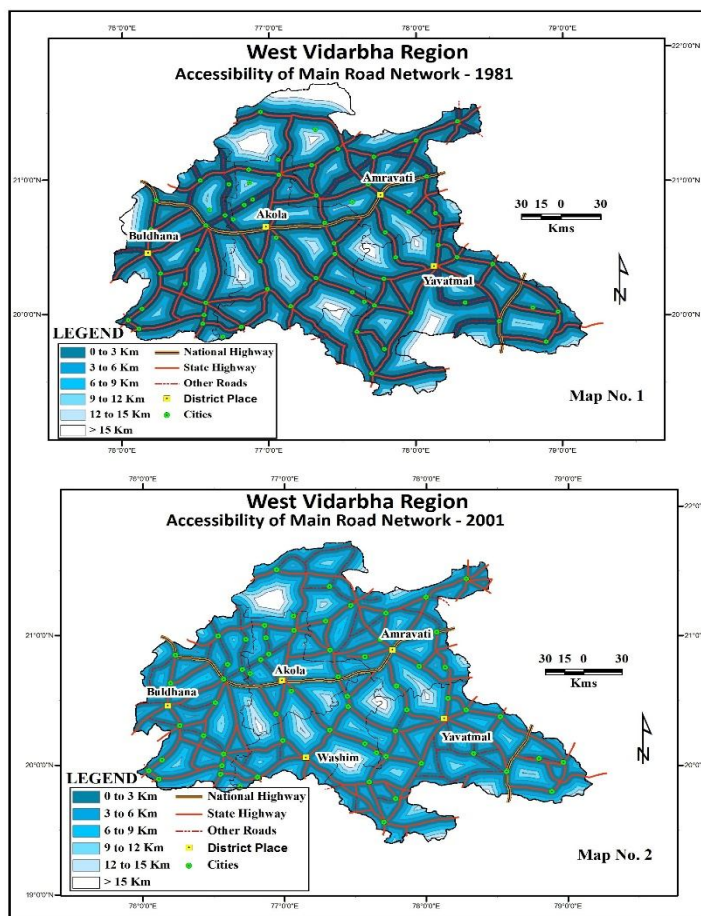 West Vidarbha Region
Accessibility of Main Road Network - 1981
76°0'0"E 77°0'0"E 78°0'0"E 79°0'0"E
22°0'0"N
21°0'0"N 21°0'0"N
20°0'0"N 20°0'0"N
Amravati
Akola
Buldhana
Yavatmal
30 15 0 30
Kms
N
LEGEND
0 to 3 Km National Highway
3 to 6 Km State Highway
6 to 9 Km Other Roads
9 to 12 Km District Place
12 to 15 Km Cities
> 15 Km
Map No. 1
76°0'0"E 77°0'0"E 78°0'0"E 79°0'0"E
West Vidarbha Region
Accessibility of Main Road Network - 2001
76°0'0"E 77°0'0"E 78°0'0"E 79°0'0"E
22°0'0"N
21°0'0"N 21°0'0"N
20°0'0"N 20°0'0"N
19°0'0"N
Amravati
Akola
Buldhana
Yavatmal
Washim
30 15 0 30
Kms
N
LEGEND
0 to 3 Km National Highway
3 to 6 Km State Highway
6 to 9 Km Other Roads
9 to 12 Km District Place
12 to 15 Km Cities
> 15 Km
Map No. 2
76°0'0"E 77°0'0"E 78°0'0"E 79°0'0"E